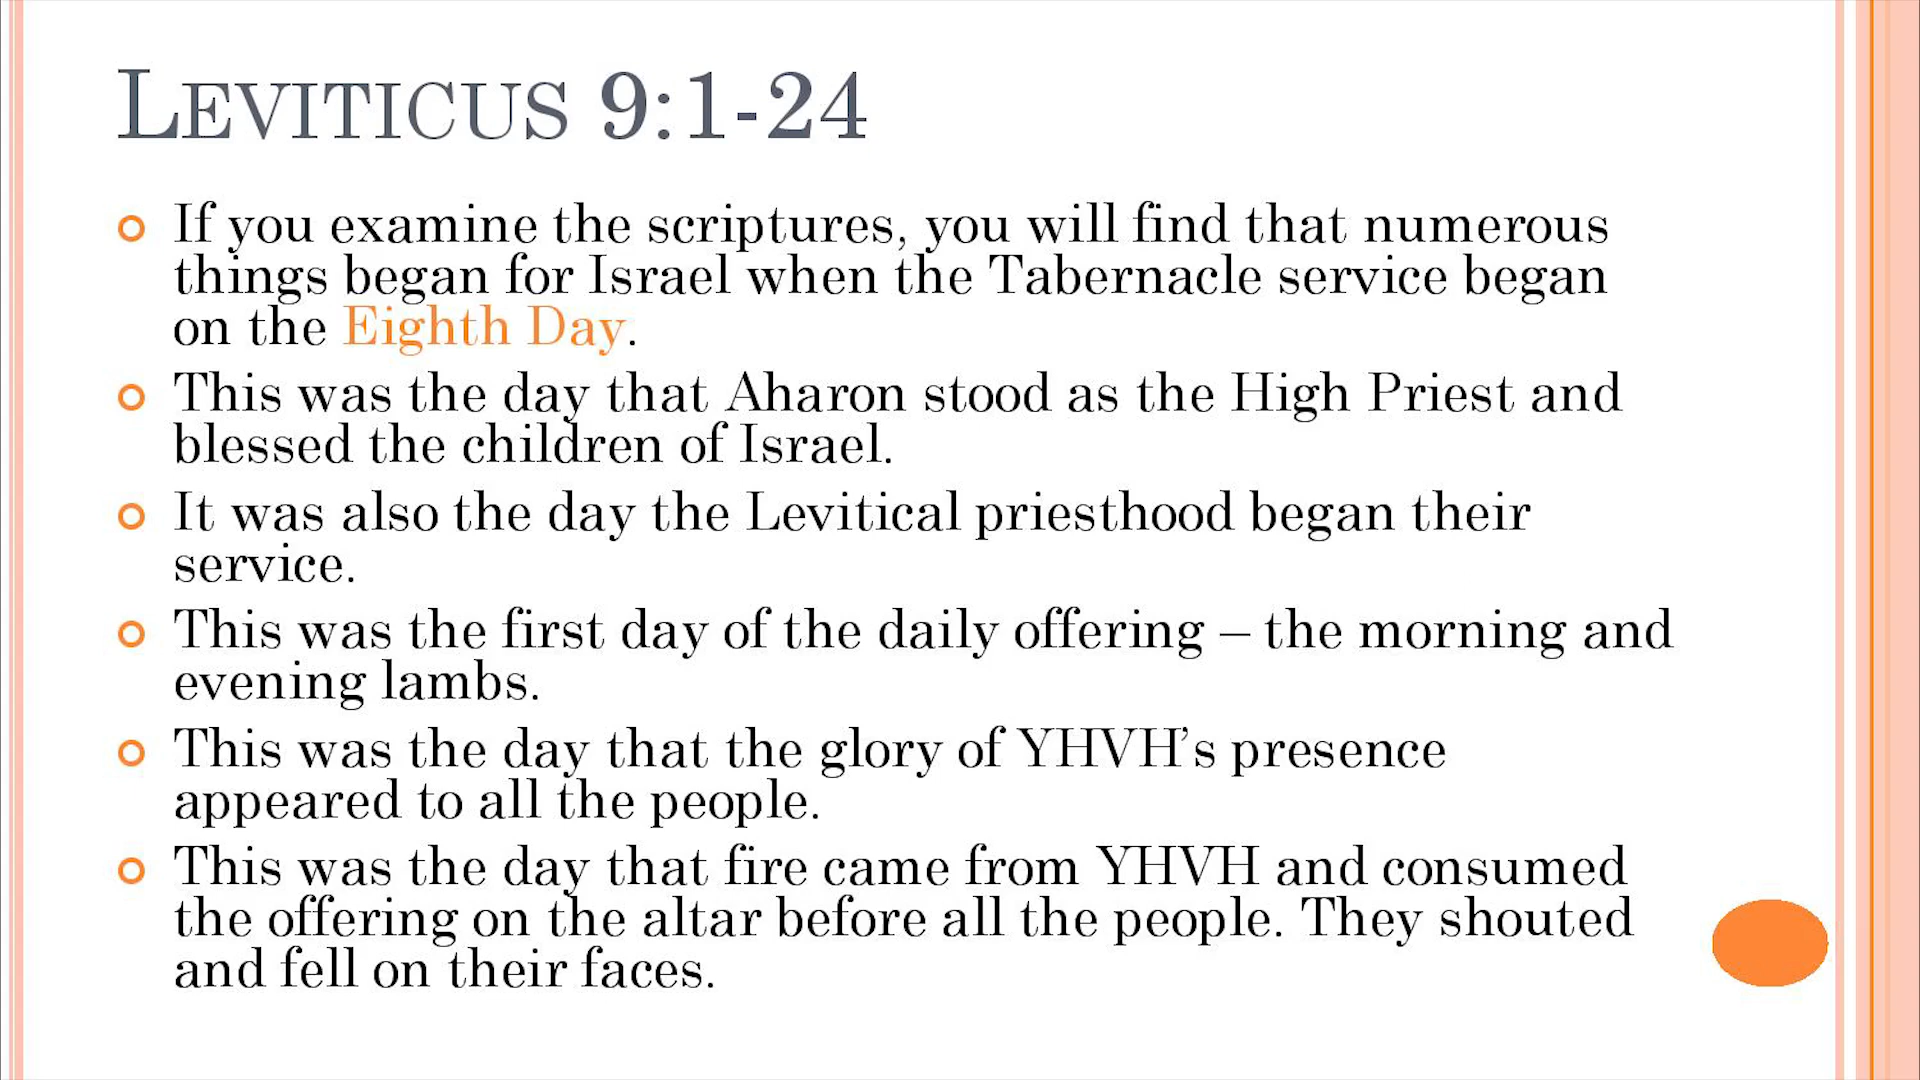 LEVITICUS 9:1-24
If you examine the scriptures, you will find that numerous
things began for Israel when the Tabernacle service began
on the Eighth Day.
This was the day that Aharon stood as the High Priest and
blessed the children of Israel.
It was also the day the Levitical priesthood began their
service.
This was the first day of the daily offering – the morning and
evening lambs.
This was the day that the glory of YHVH’s presence
appeared to all the people.
This was the day that fire came from YHVH and consumed
the offering on the altar before all the people. They shouted
and fell on their faces.